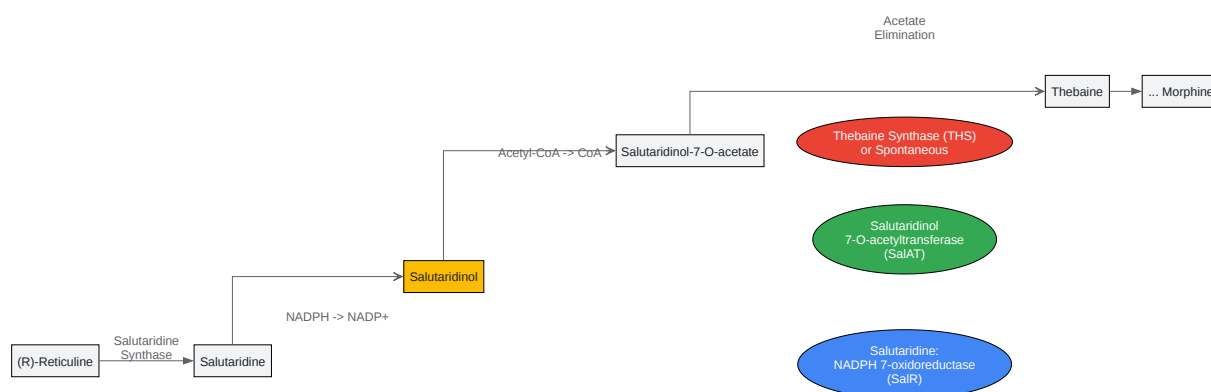 Acetate
Elimination
Thebaine
... Morphine
Thebaine Synthase (THS)
or Spontaneous
Acetyl-CoA -> CoA
Salutaridinol-7-O-acetate
Salutaridinol
7-O-acetyltransferase
(SalAT)
Salutaridinol
NADPH -> NADP+
Salutaridine
Synthase
(R)-Reticuline
Salutaridine
Salutaridine:
NADPH 7-oxidoreductase
(SalR)